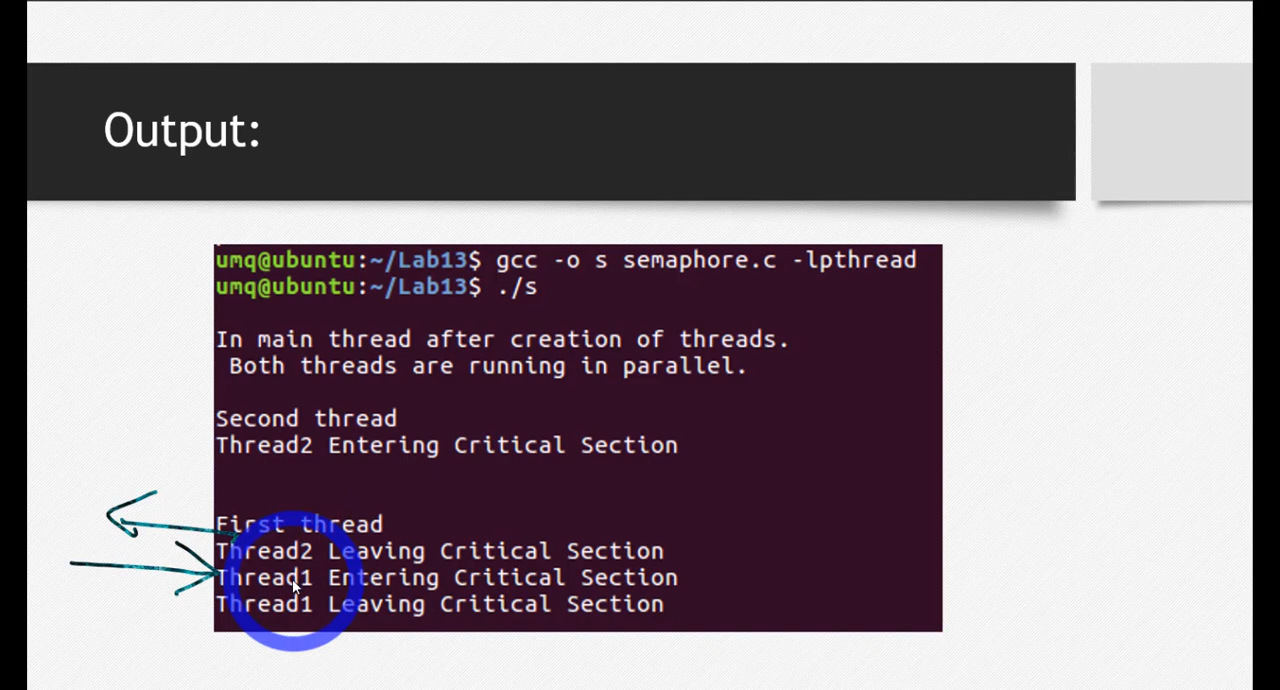 Output:
umq@ubuntu:~/Lab13$ gcc -o s semaphore.c -lpthread
umq@ubuntu:~/Lab13$ ./s
In main thread after creation of threads.
Both threads are running in parallel.
Second thread
Thread2 Entering Critical Section
First thread
Thread2 Leaving Critical Section
Thread1 Entering Critical Section
Thread1 Leaving Critical Section